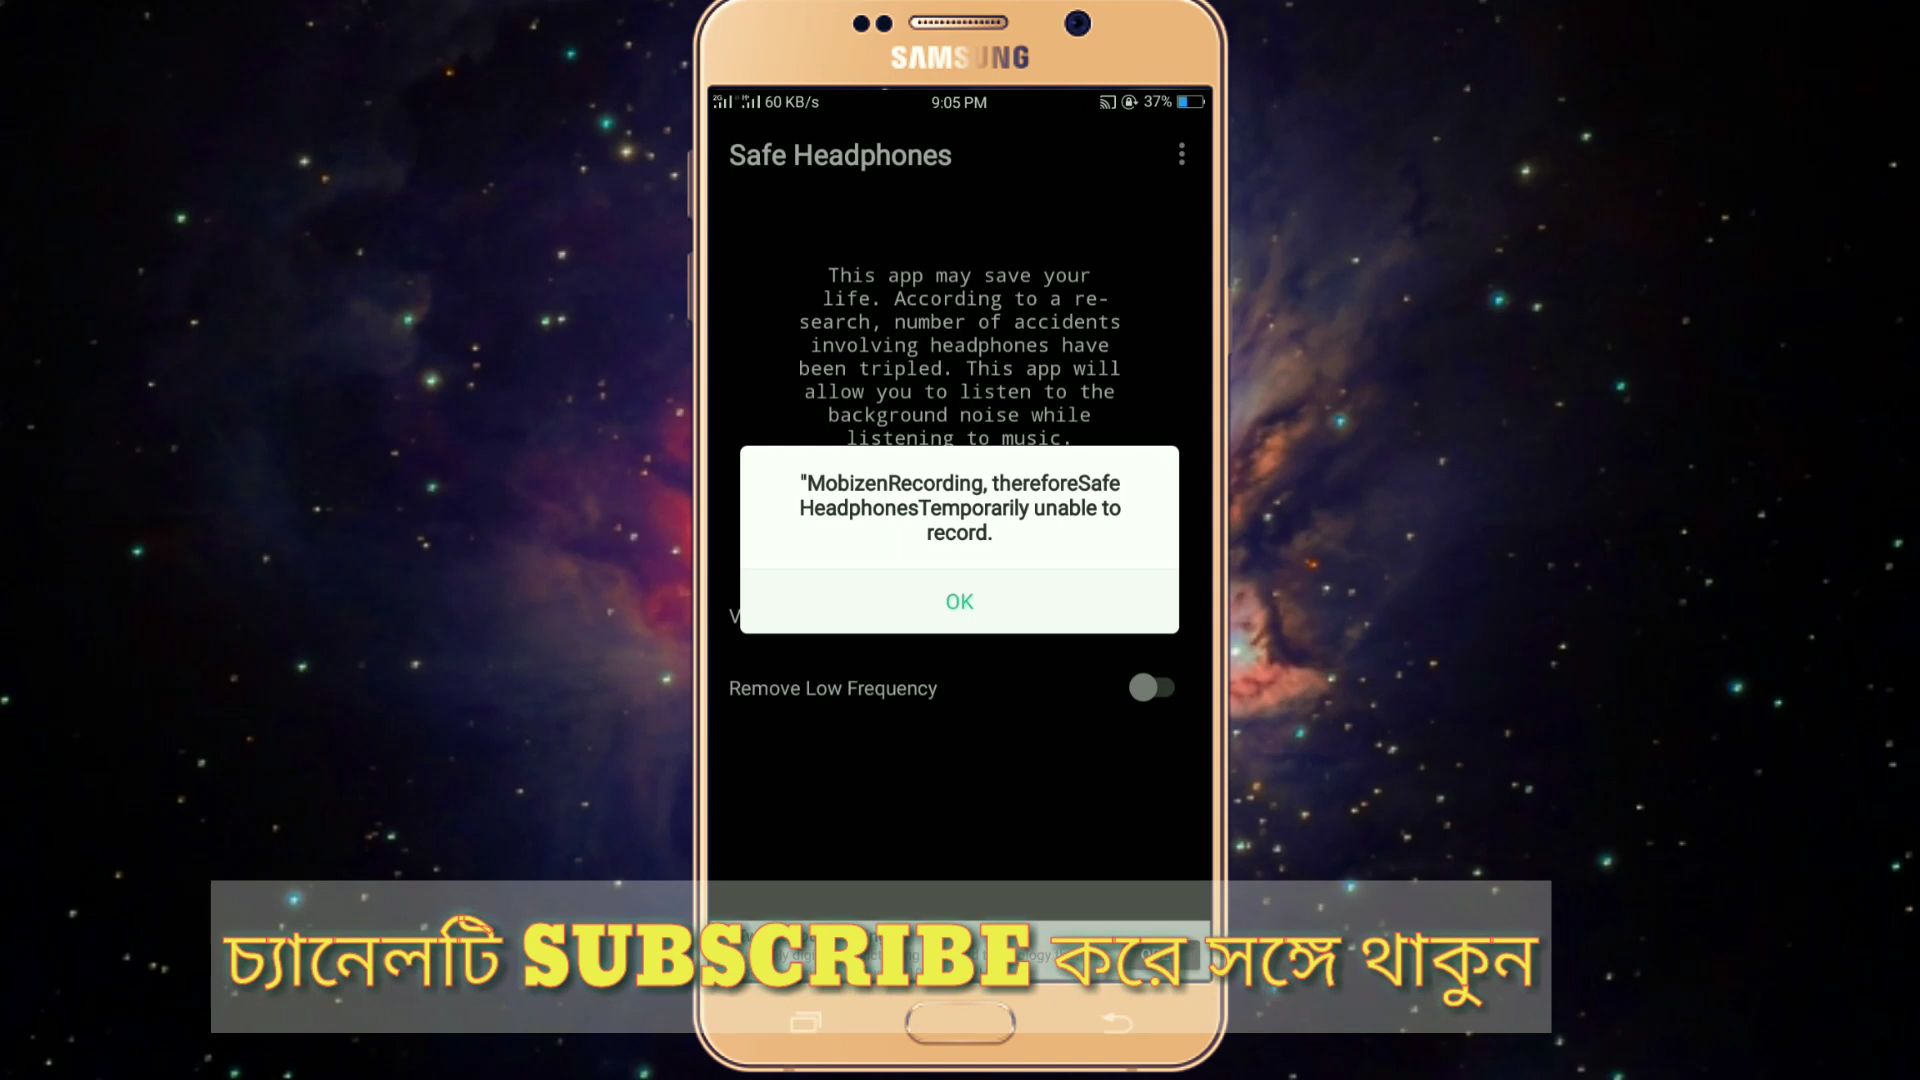 SAMSUNG
60 KB/s 9:05 PM 37%
Safe Headphones
This app may save your
life. According to a re-
search, number of accidents
involving headphones have
been tripled. This app will
allow you to listen to the
background noise while
listening to music.
"MobizenRecording, thereforeSafe
HeadphonesTemporarily unable to
record.
OK
V
Remove Low Frequency
চ্যানেলটি SUBSCRIBE করে সঙ্গে থাকুন